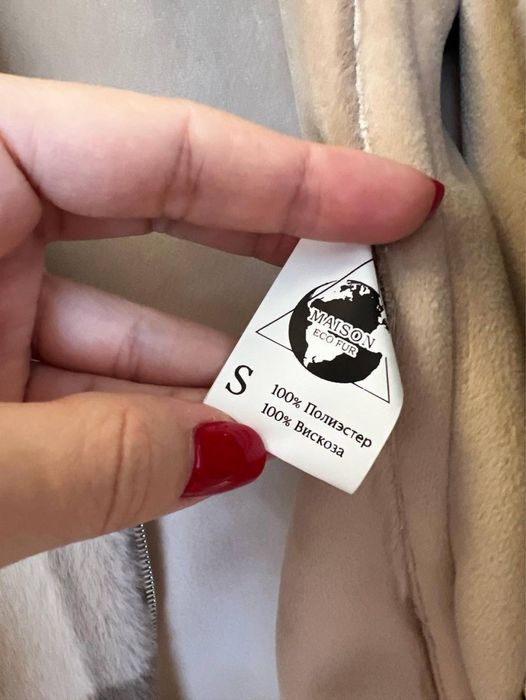 MAISON
ECO FUR
S
100% Полиэстер
100% Вискоза